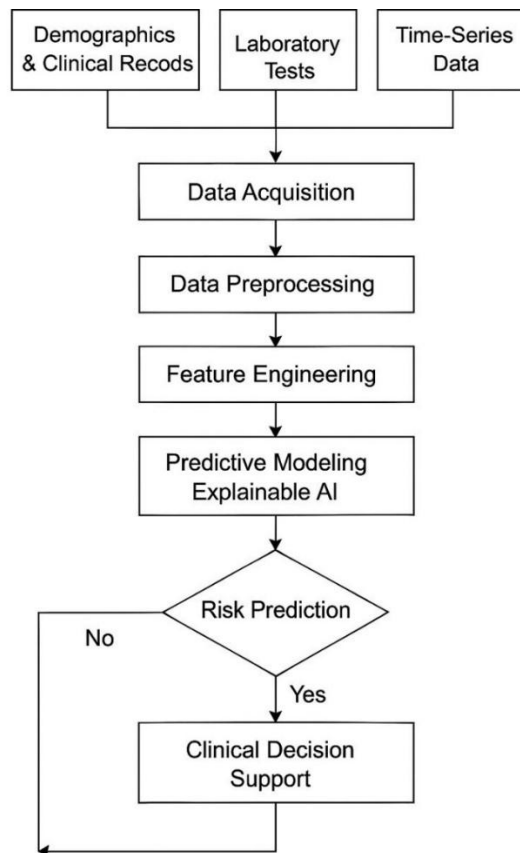 Demographics
& Clinical Recods
Laboratory
Tests
Time-Series
Data
Data Acquisition
Data Preprocessing
Feature Engineering
Predictive Modeling
Explainable AI
Risk Prediction
No
Yes
Clinical Decision
Support